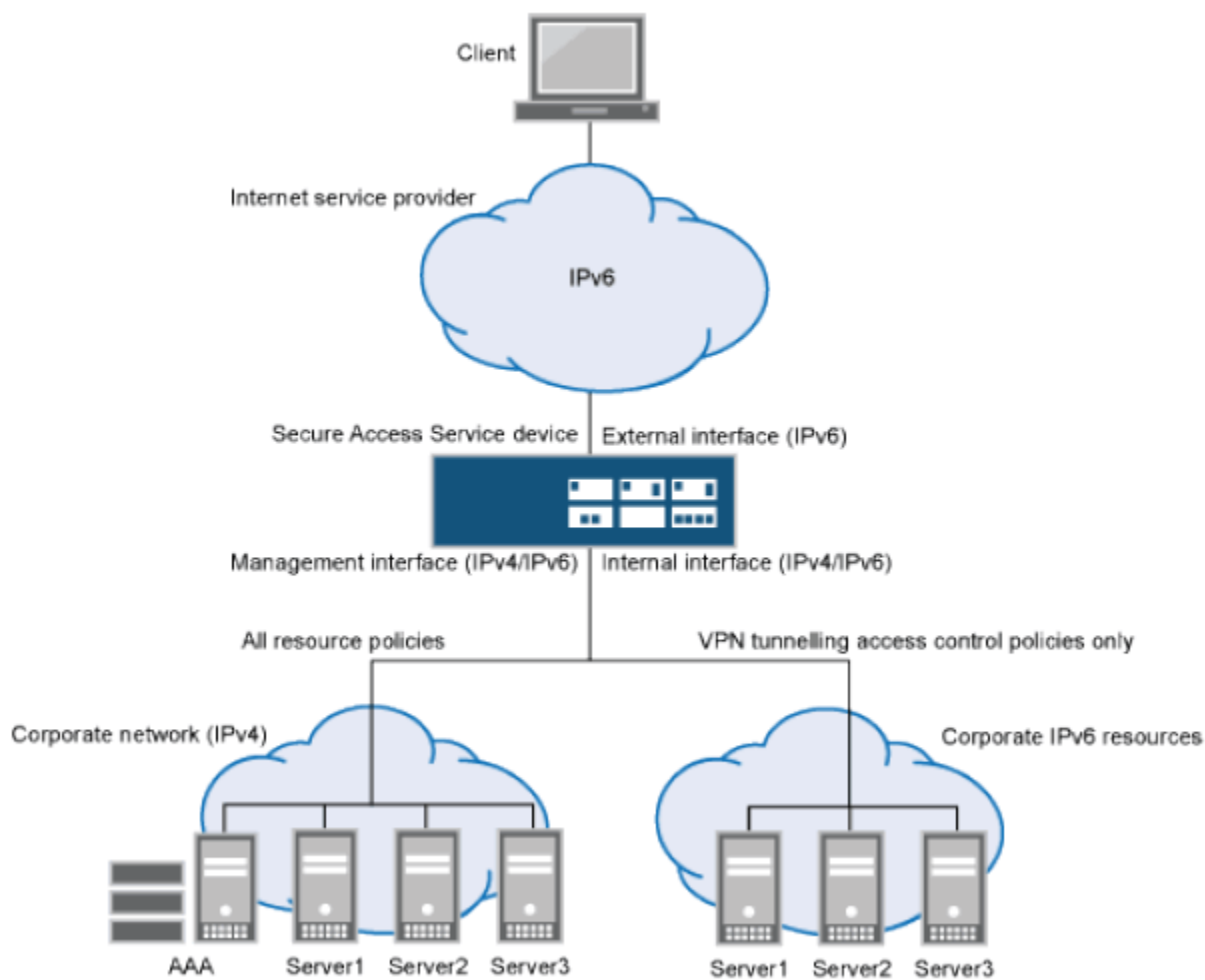 Client
Internet service provider
IPv6
Secure Access Service device
External interface (IPv6)
Management interface (IPv4/IPv6)
Internal interface (IPv4/IPv6)
All resource policies
VPN tunnelling access control policies only
Corporate network (IPv4)
Corporate IPv6 resources
AAA
Server1
Server2
Server3
Server1
Server2
Server3